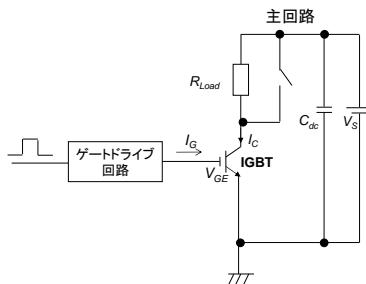 主回路
R_Load
I_G
I_C
C_dc
V_S
ゲートドライブ
回路
V_GE
IGBT